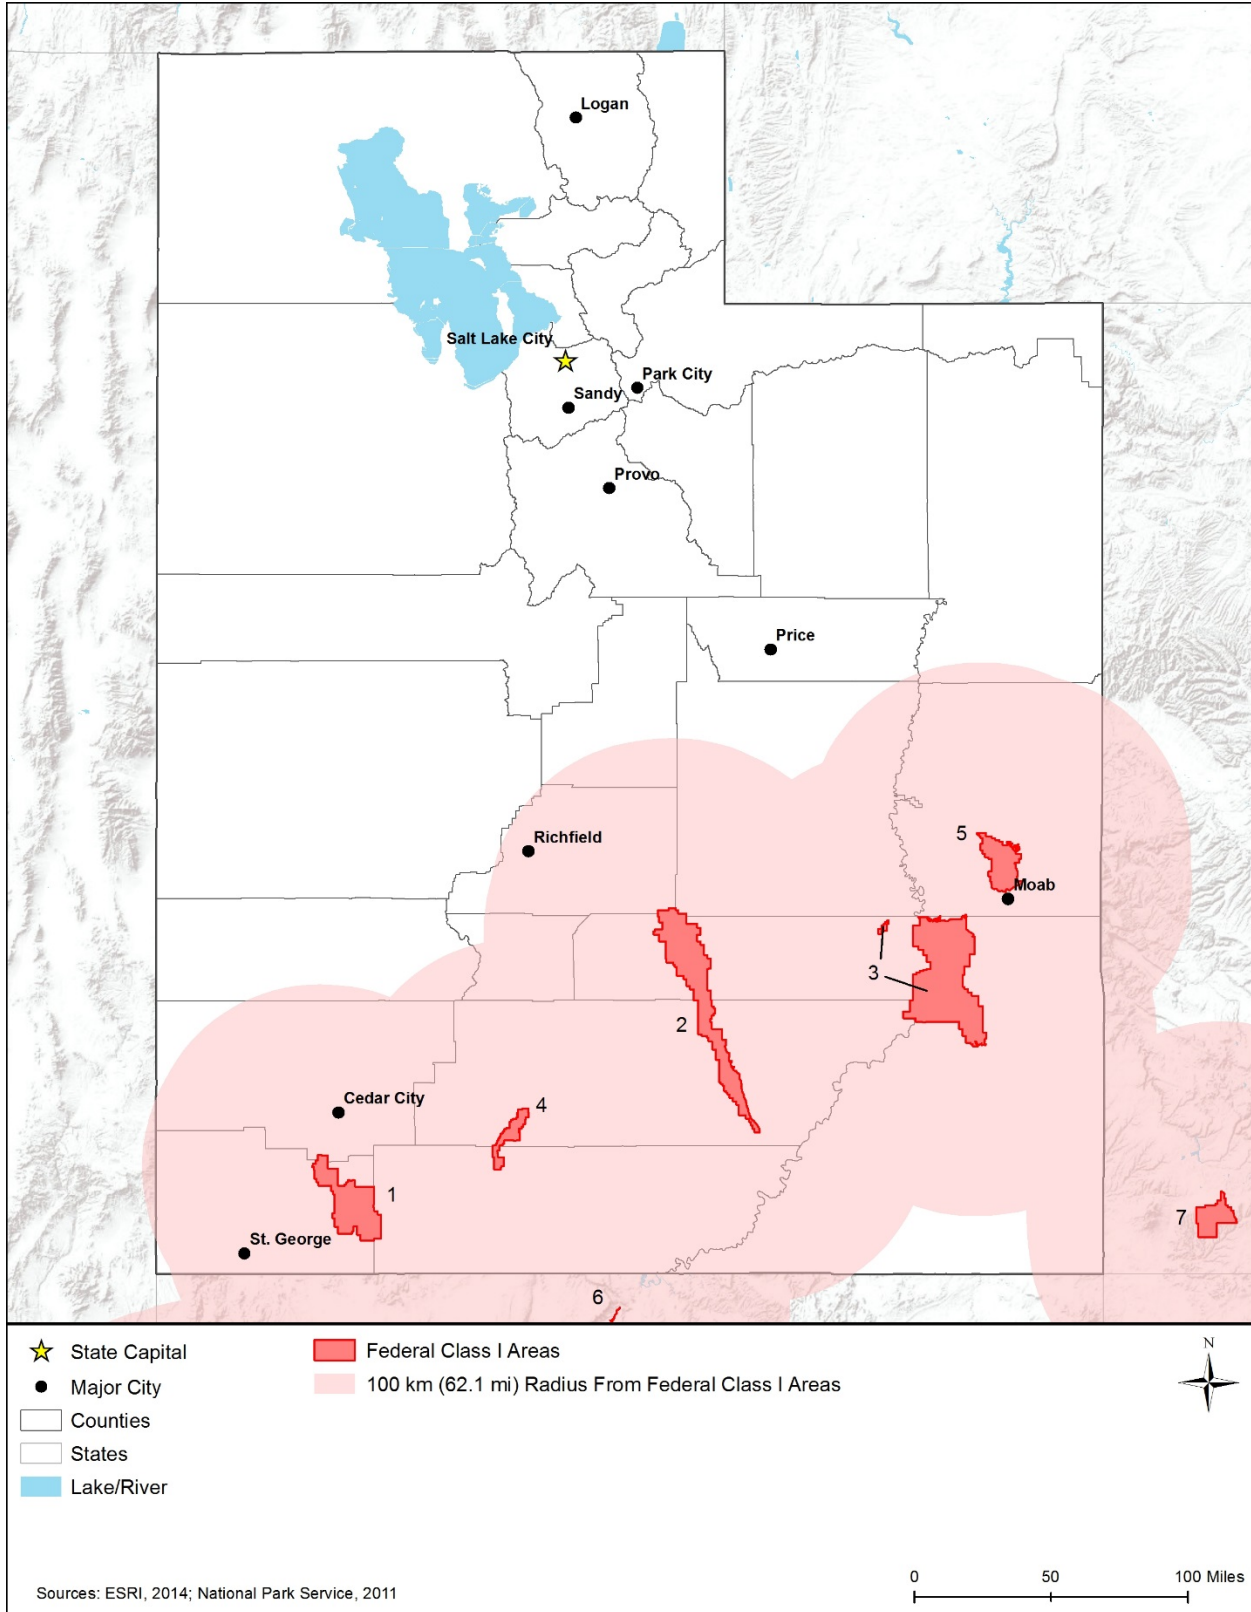 Logan
Salt Lake City
Park City
Sandy
Provo
Price
5
Richfield
Moab
3
2
4
Cedar City
1
7
St. George
6
State Capital
Federal Class I Areas
N
Major City
100 km (62.1 mi) Radius From Federal Class I Areas
Counties
States
Lake/River
0 50 100 Miles
Sources: ESRI, 2014; National Park Service, 2011